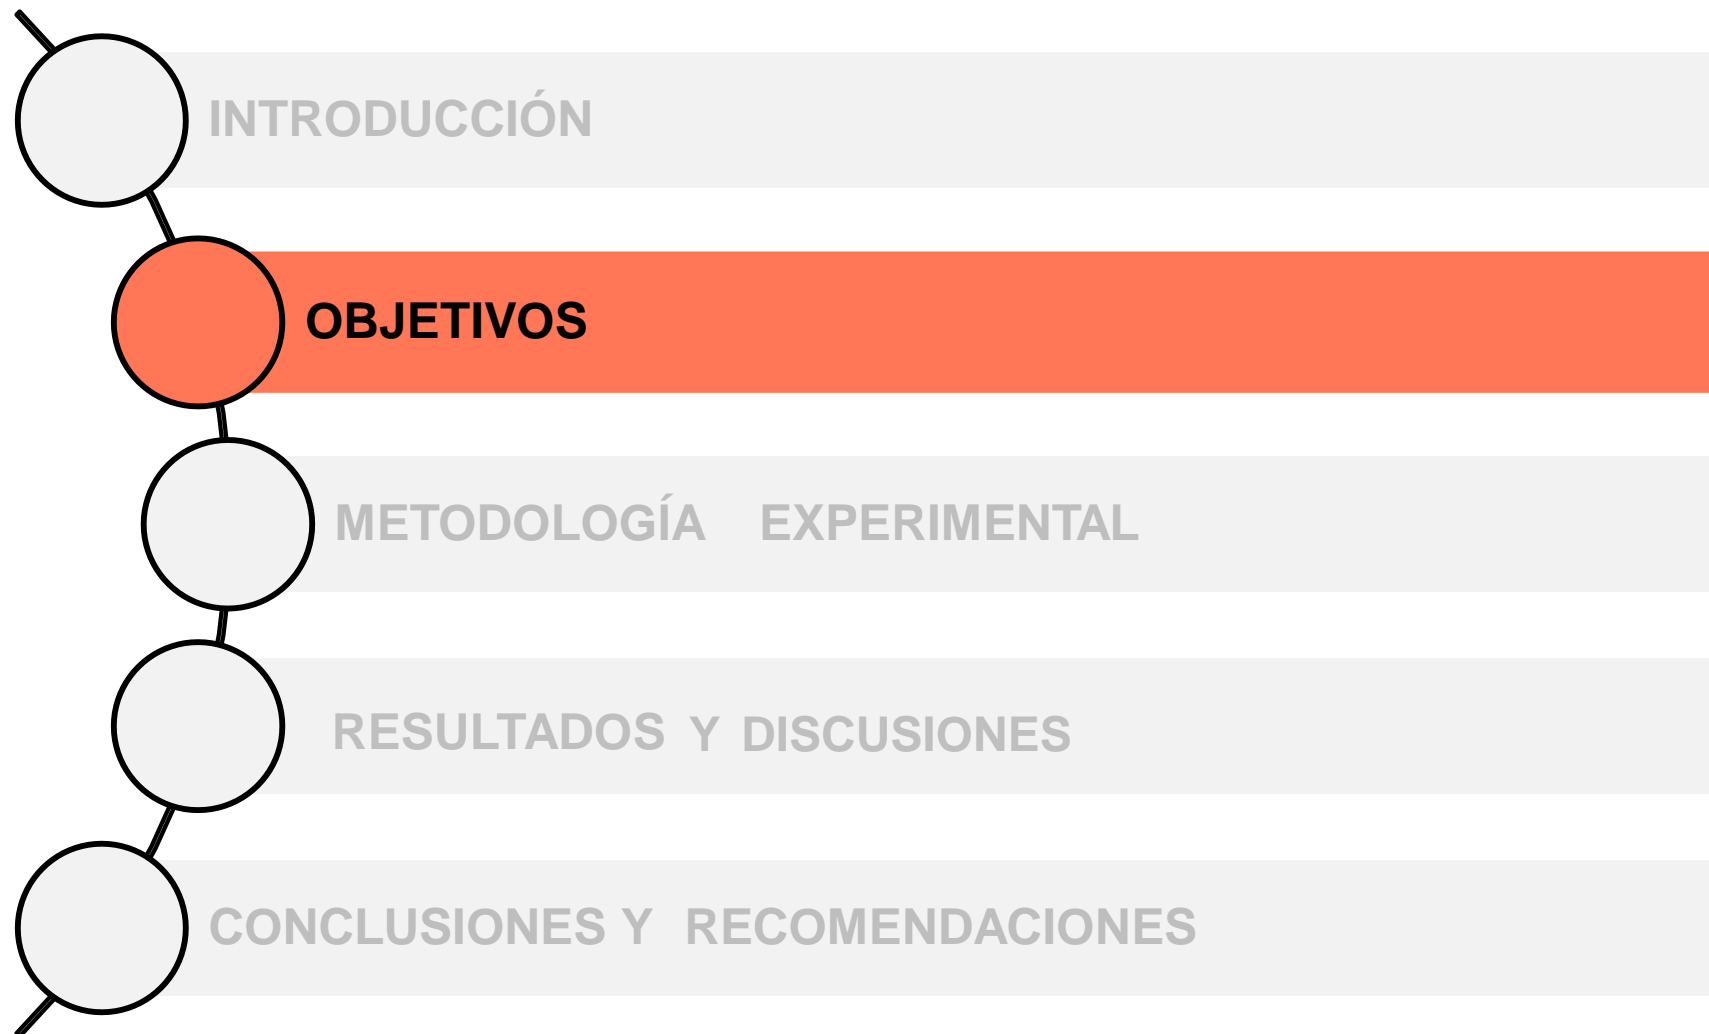 INTRODUCCIÓN
OBJETIVOS
METODOLOGÍA EXPERIMENTAL
RESULTADOS Y DISCUSIONES
CONCLUSIONES Y RECOMENDACIONES